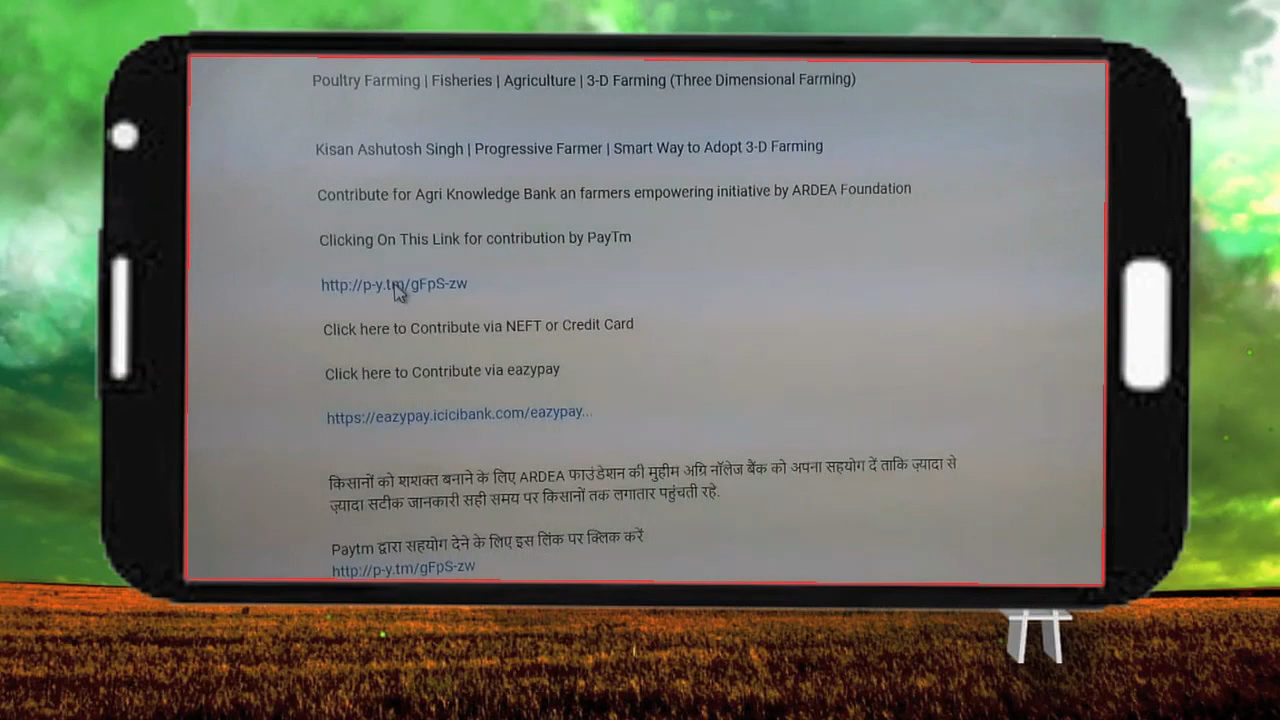 Poultry Farming | Fisheries | Agriculture | 3-D Farming (Three Dimensional Farming)
Kisan Ashutosh Singh | Progressive Farmer | Smart Way to Adopt 3-D Farming
Contribute for Agri Knowledge Bank an farmers empowering initiative by ARDEA Foundation
Clicking On This Link for contribution by PayTm
http://p-y.tm/gFpS-zw
Click here to Contribute via NEFT or Credit Card
Click here to Contribute via eazypay
https://eazypay.icicibank.com/eazypay...
किसानों को शशक्त बनाने के लिए ARDEA फाउंडेशन की मुहीम अग्रि नॉलेज बैंक को अपना सहयोग दें ताकि ज़्यादा से
ज़्यादा सटीक जानकारी सही समय पर किसानों तक लगातार पहुंचती रहे.
Paytm द्वारा सहयोग देने के लिए इस लिंक पर क्लिक करें
http://p-y.tm/gFpS-zw